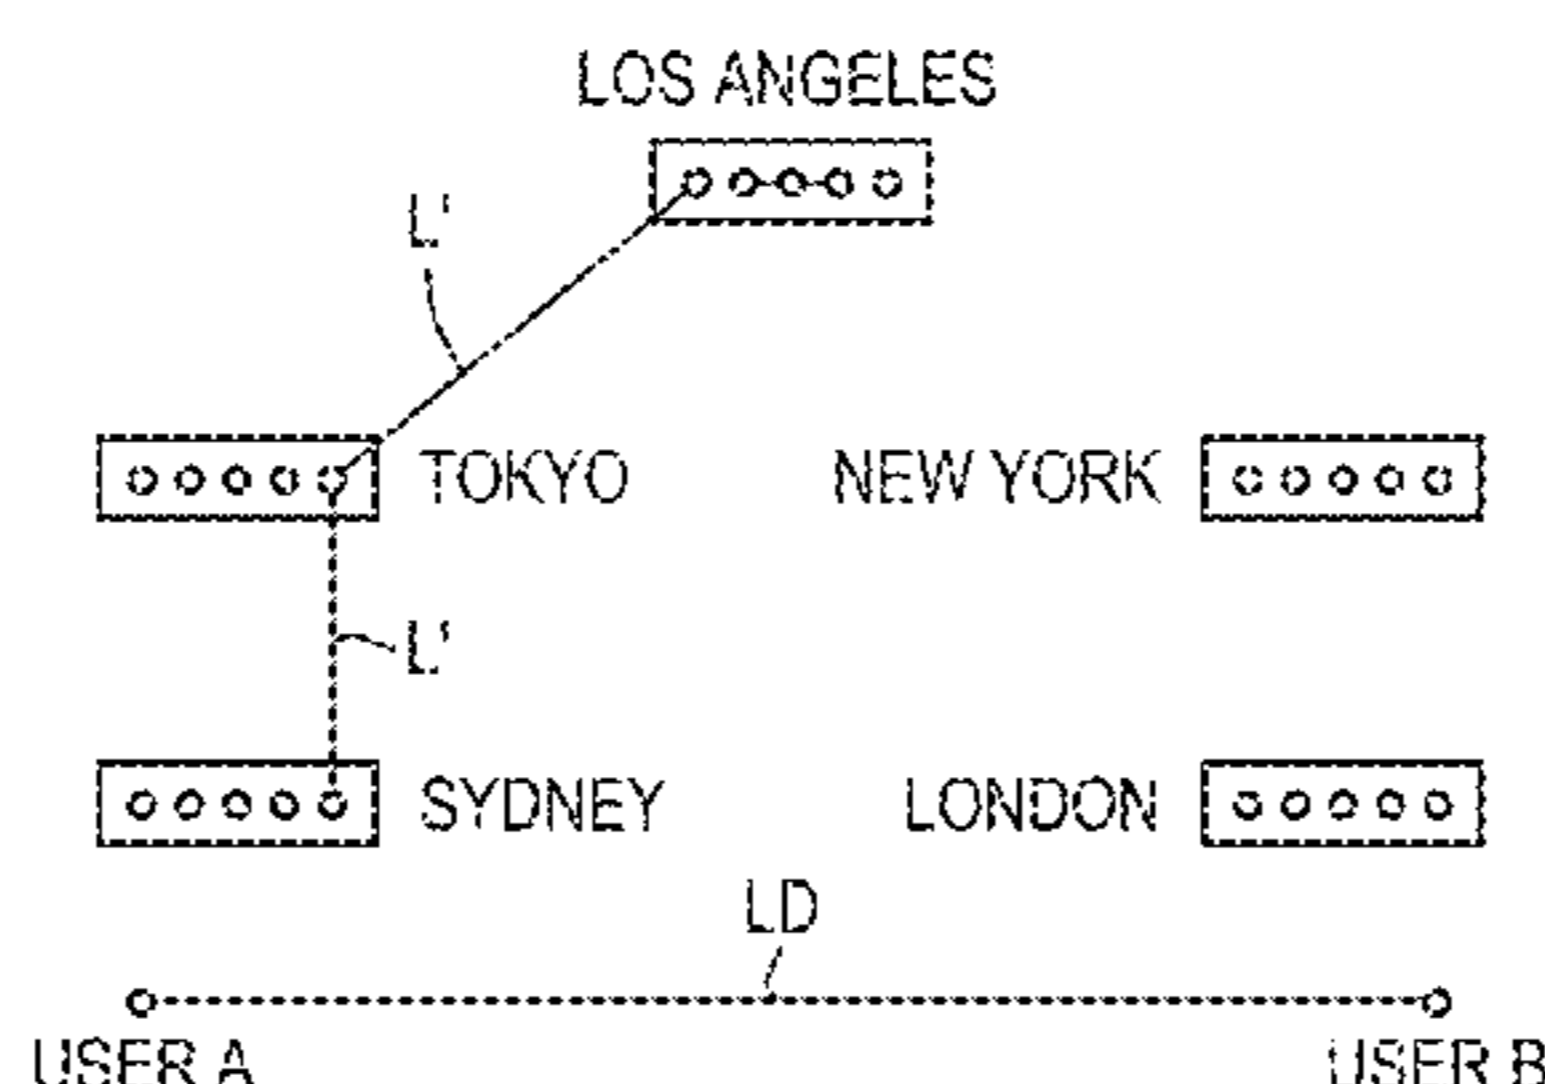 LOS ANGELES
L'
TOKYO
NEW YORK
L'
SYDNEY
LONDON
LD
USER A
USER B